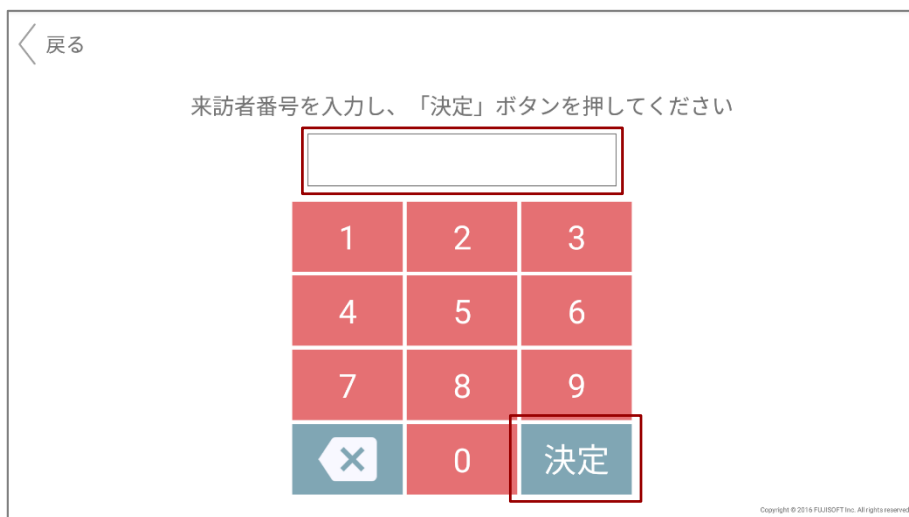 戻る
来訪者番号を入力し、「決定」ボタンを押してください
1 2 3
4 5 6
7 8 9
0 決定
Copyright © 2016 FUJISOFT Inc. All rights reserved